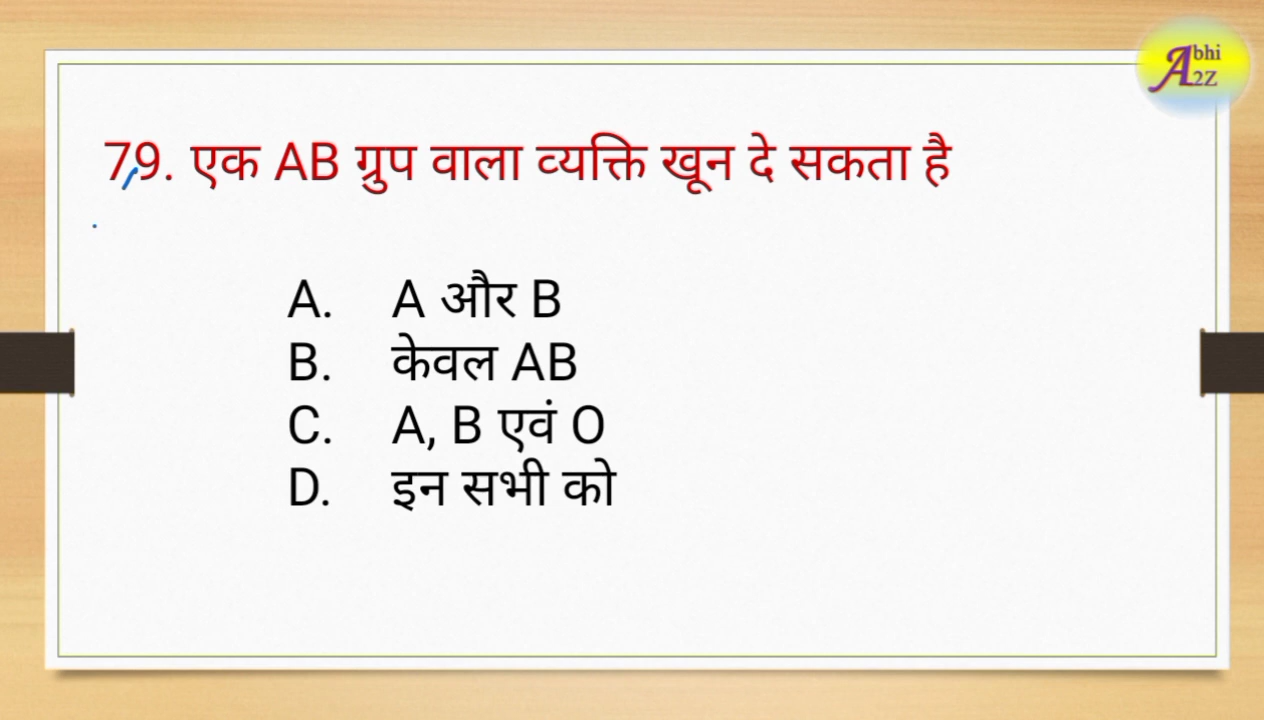 Abhi
A2Z
79. एक AB ग्रुप वाला व्यक्ति खून दे सकता है
A. A और B
B. केवल AB
C. A, B एवं O
D. इन सभी को